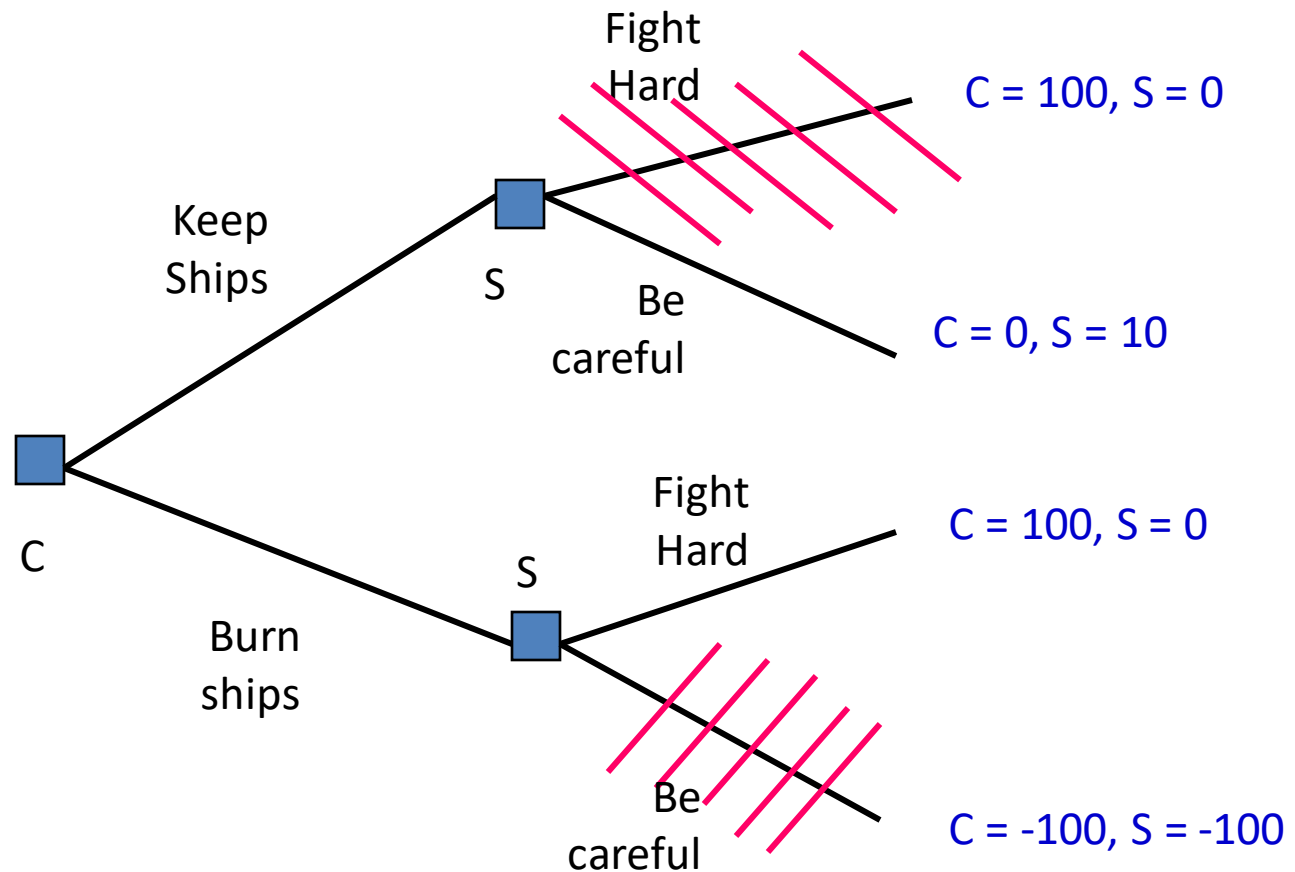 Fight
Hard
C = 100, S = 0
Keep
Ships
S
Be
careful
C = 0, S = 10
C
Fight
Hard
C = 100, S = 0
S
Burn
ships
Be
careful
C = -100, S = -100